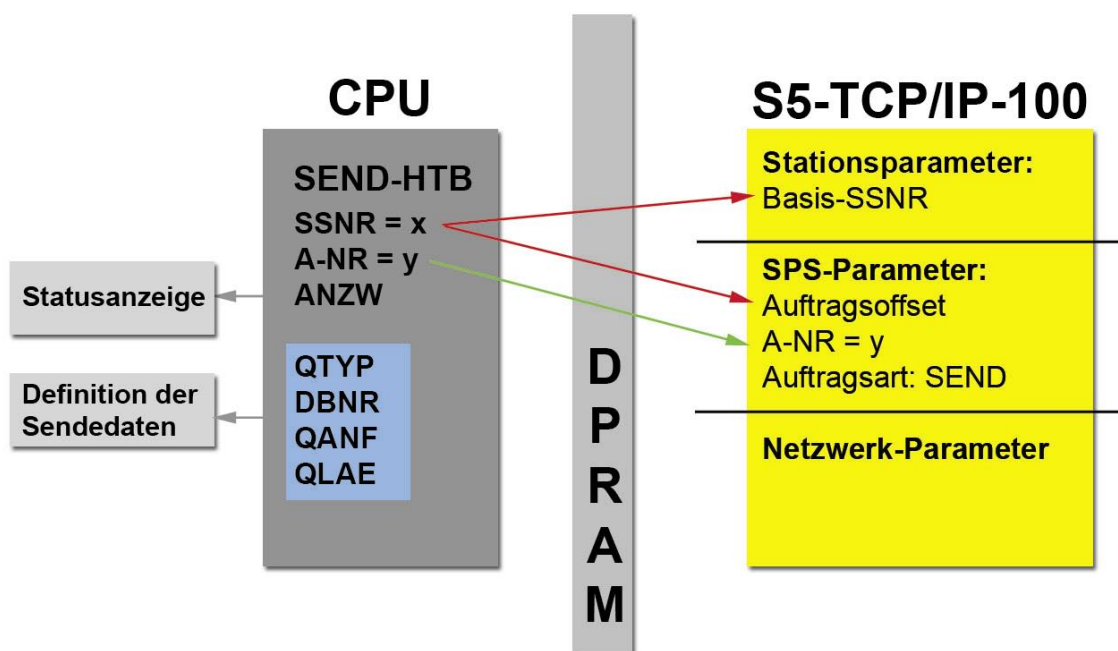 CPU
SEND-HTB
SSNR = x
A-NR = y
ANZW
QTYP
DBNR
QANF
QLAE
Statusanzeige
Definition der
Sendedaten
DPRAM
S5-TCP/IP-100
Stationsparameter:
Basis-SSNR
SPS-Parameter:
Auftragsoffset
A-NR = y
Auftragsart: SEND
Netzwerk-Parameter